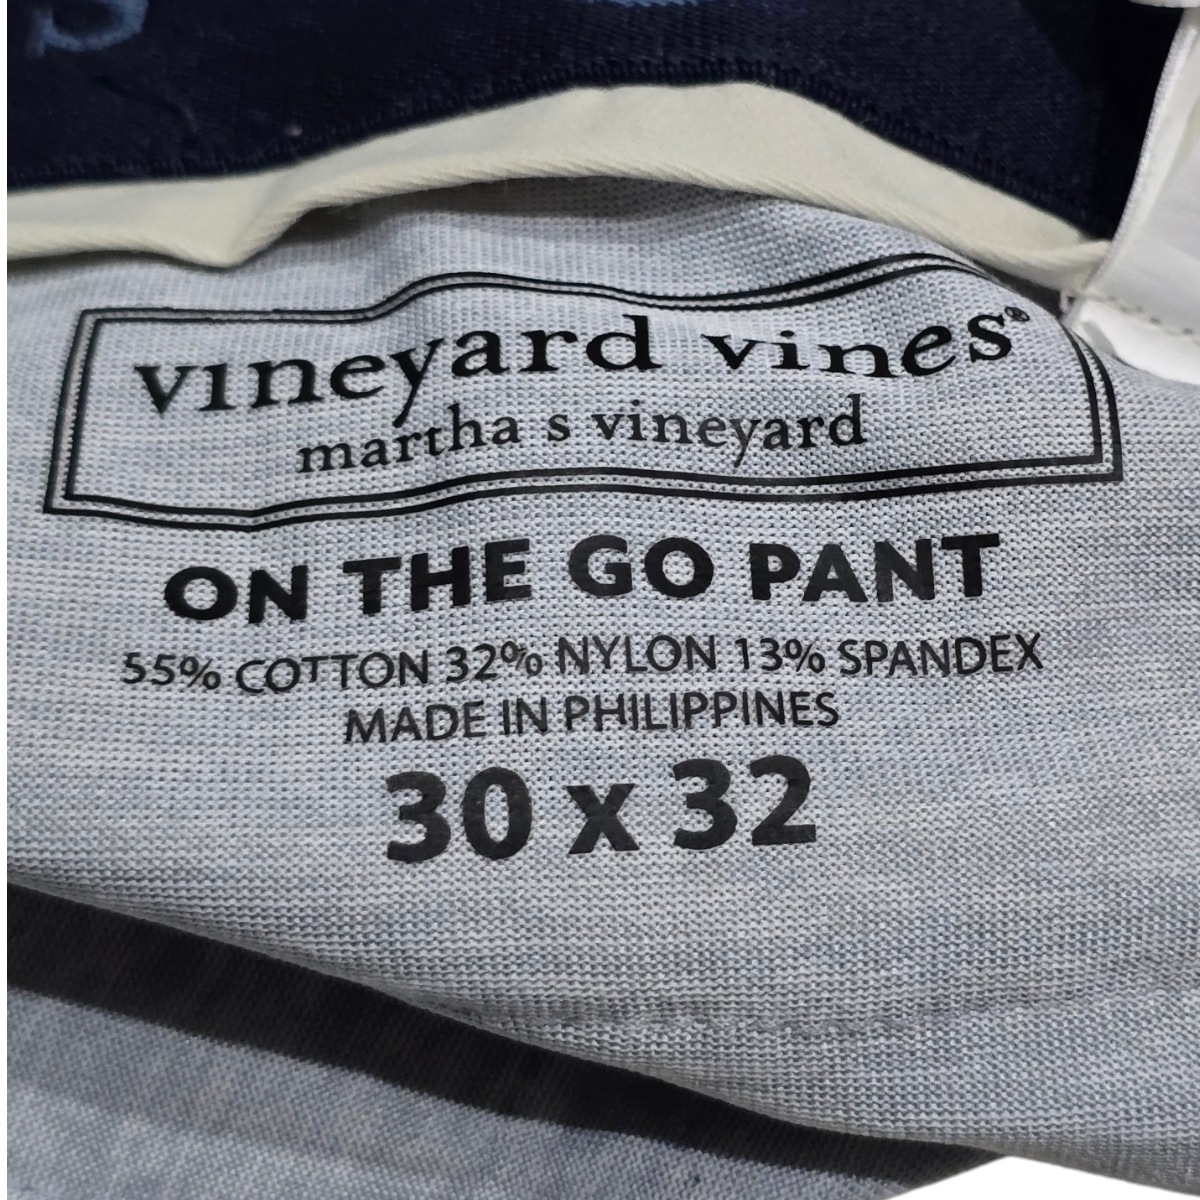 vineyard vines®
martha s vineyard
ON THE GO PANT
55% COTTON 32% NYLON 13% SPANDEX
MADE IN PHILIPPINES
30 x 32